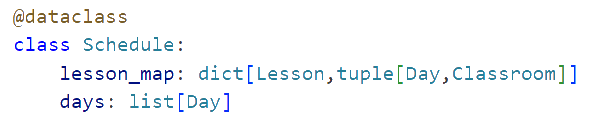 @dataclass
class Schedule:
    lesson_map: dict[Lesson,tuple[Day,Classroom]]
    days: list[Day]